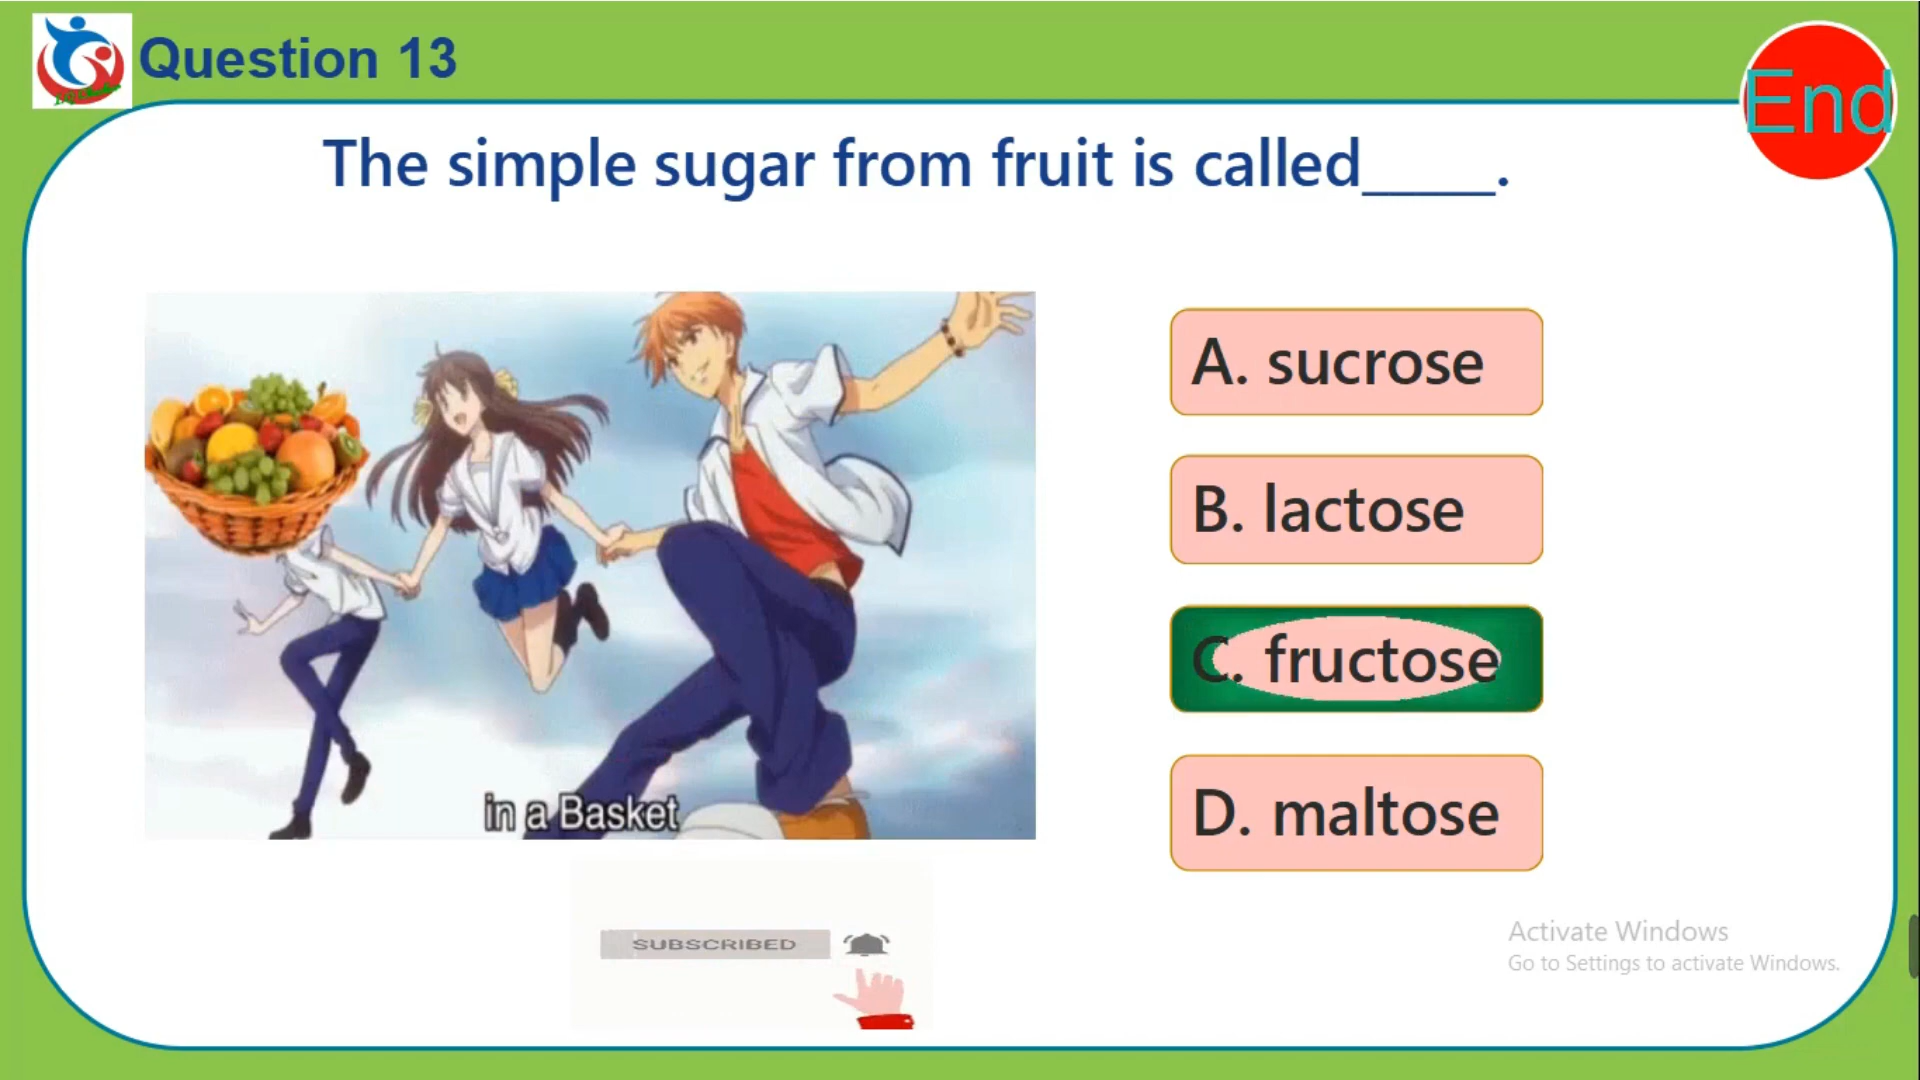 Question 13
End
The simple sugar from fruit is called_____.
A. sucrose
B. lactose
C. fructose
D. maltose
in a Basket
SUBSCRIBED
Activate Windows
Go to Settings to activate Windows.